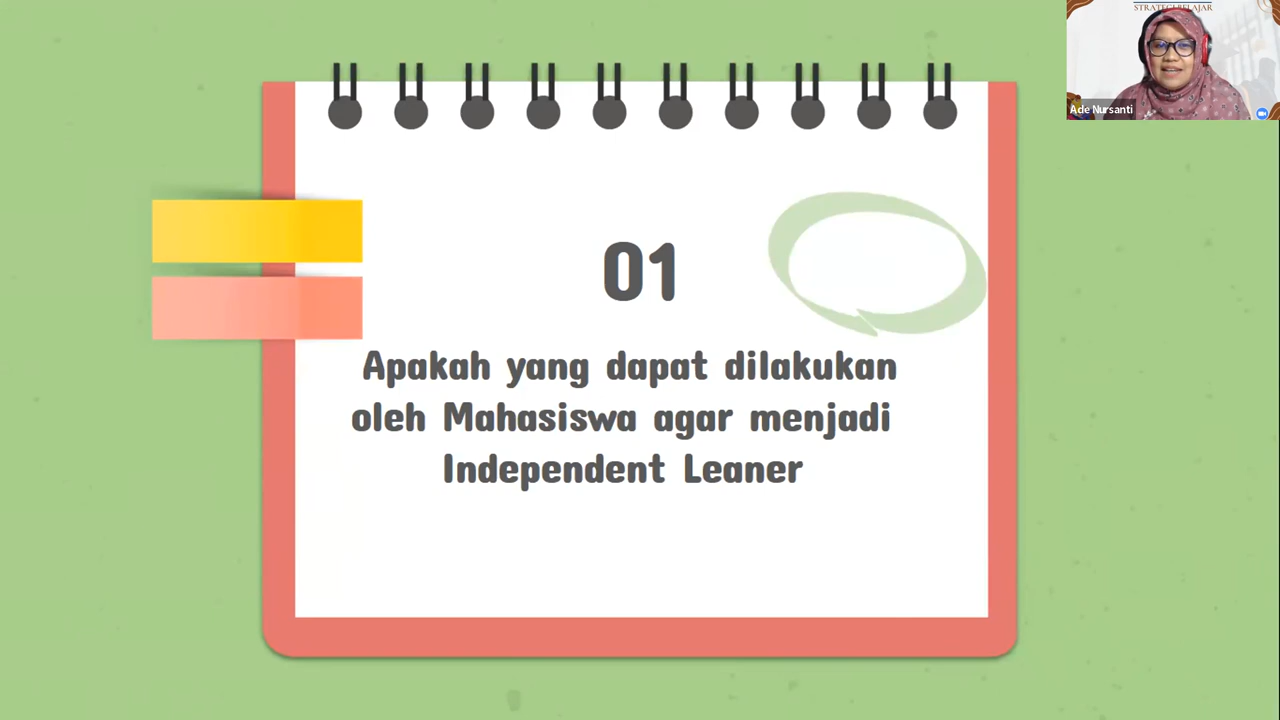 STRATEGI BELAJAR
Ade Nursanti
01
Apakah yang dapat dilakukan
oleh Mahasiswa agar menjadi
Independent Leaner